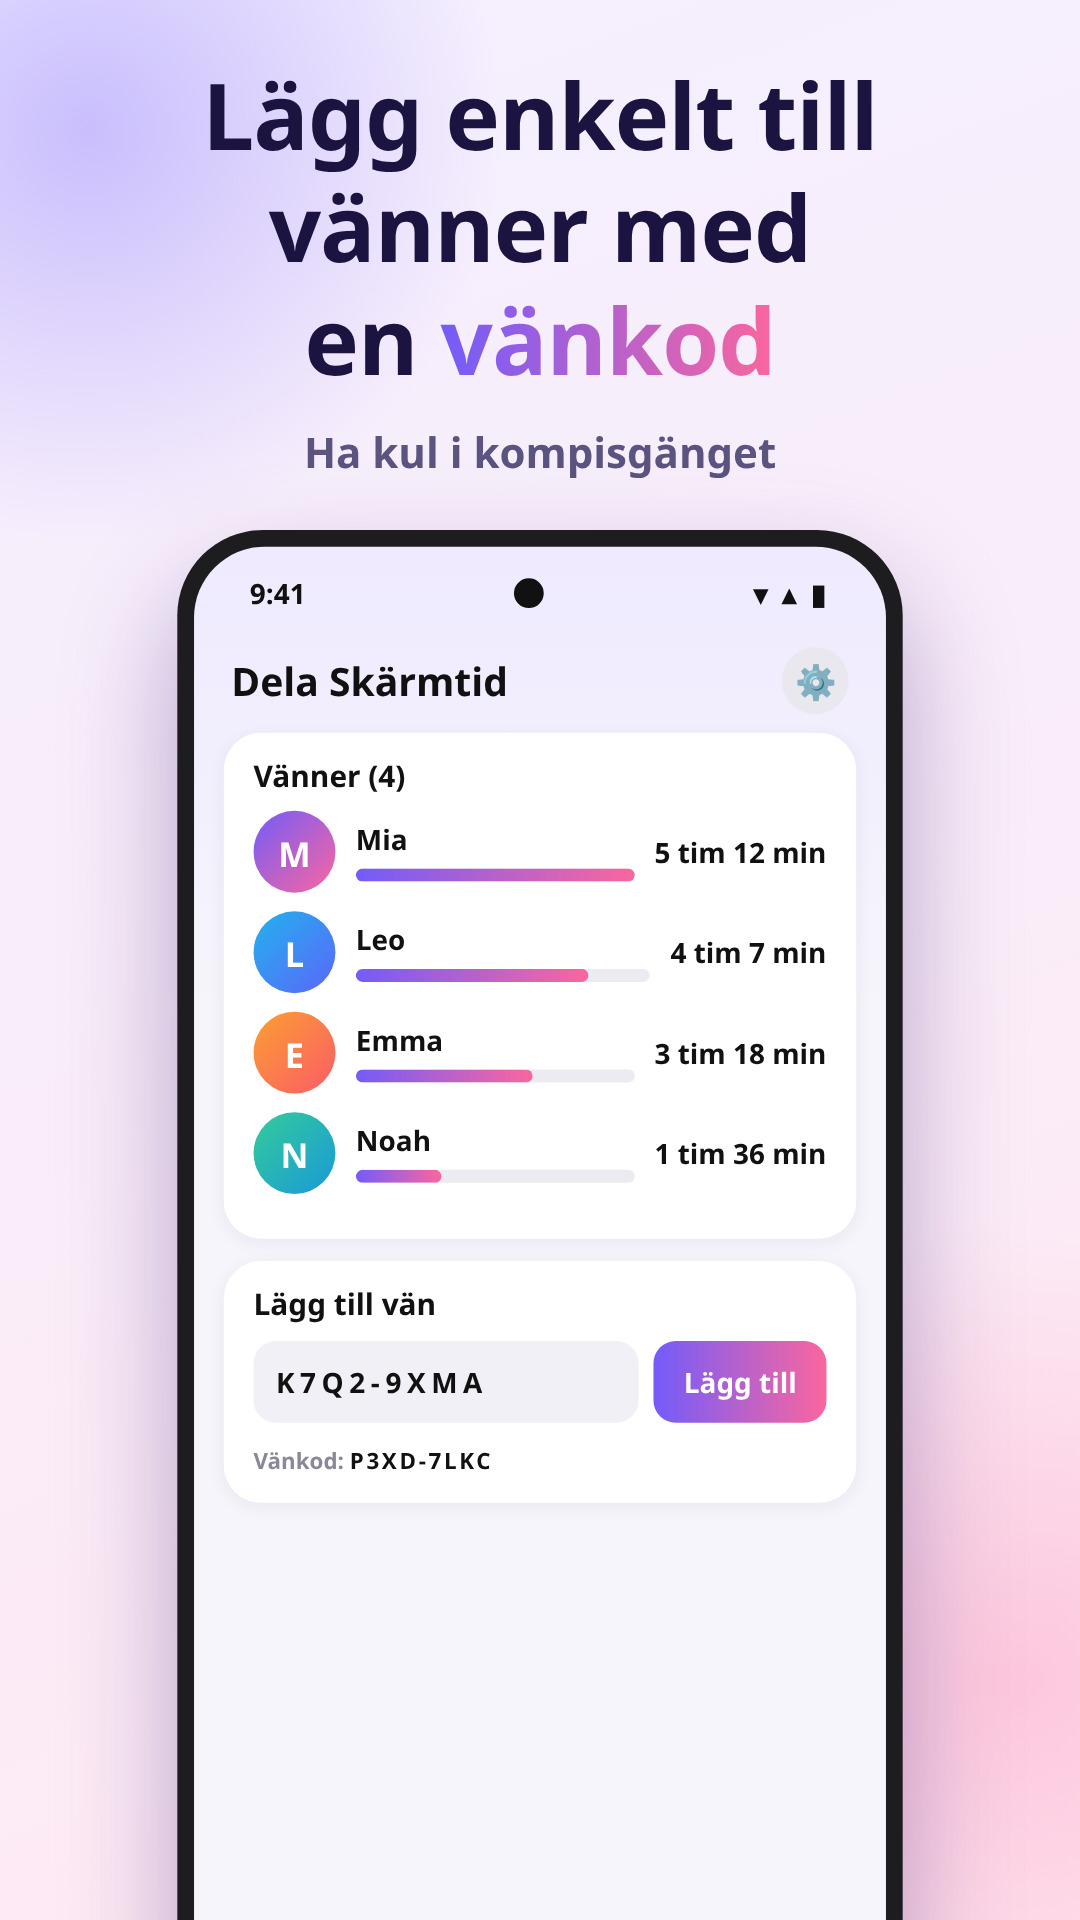 Lägg enkelt till
vänner med
en vänkod
Ha kul i kompisgänget
9:41
Dela Skärmtid
Vänner (4)
M
Mia
5 tim 12 min
L
Leo
4 tim 7 min
E
Emma
3 tim 18 min
N
Noah
1 tim 36 min
Lägg till vän
K7Q2-9XMA
Lägg till
Vänkod: P3XD-7LKC